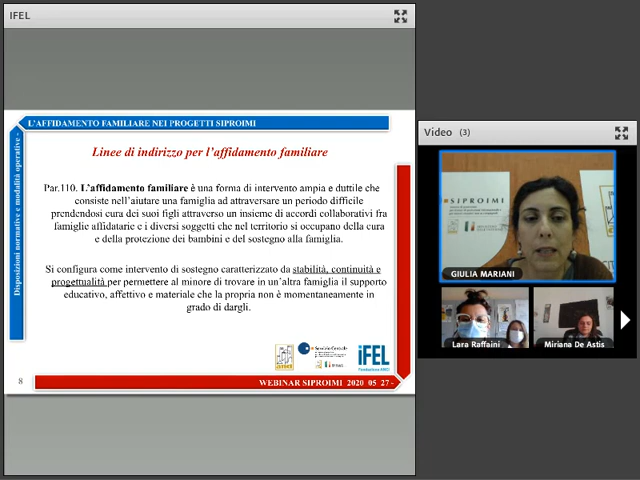 IFEL
L'AFFIDAMENTO FAMILIARE NEI PROGETTI SIPROIMI
Disposizioni normative e modalità operative -
Linee di indirizzo per l'affidamento familiare
Par.110. L'affidamento familiare è una forma di intervento ampia e duttile che
consiste nell'aiutare una famiglia ad attraversare un periodo difficile
prendendosi cura dei suoi figli attraverso un insieme di accordi collaborativi fra
famiglie affidatarie e i diversi soggetti che nel territorio si occupano della cura
e della protezione dei bambini e del sostegno alla famiglia.
Si configura come intervento di sostegno caratterizzato da stabilità, continuità e
progettualità per permettere al minore di trovare in un'altra famiglia il supporto
educativo, affettivo e materiale che la propria non è momentaneamente in
grado di dargli.
iFEL
Fondazione ANCI
8
WEBINAR SIPROIMI 2020 05 27 -
Video (3)
SIPROIMI
GIULIA MARIANI
Lara Raffaini
Miriana De Astis